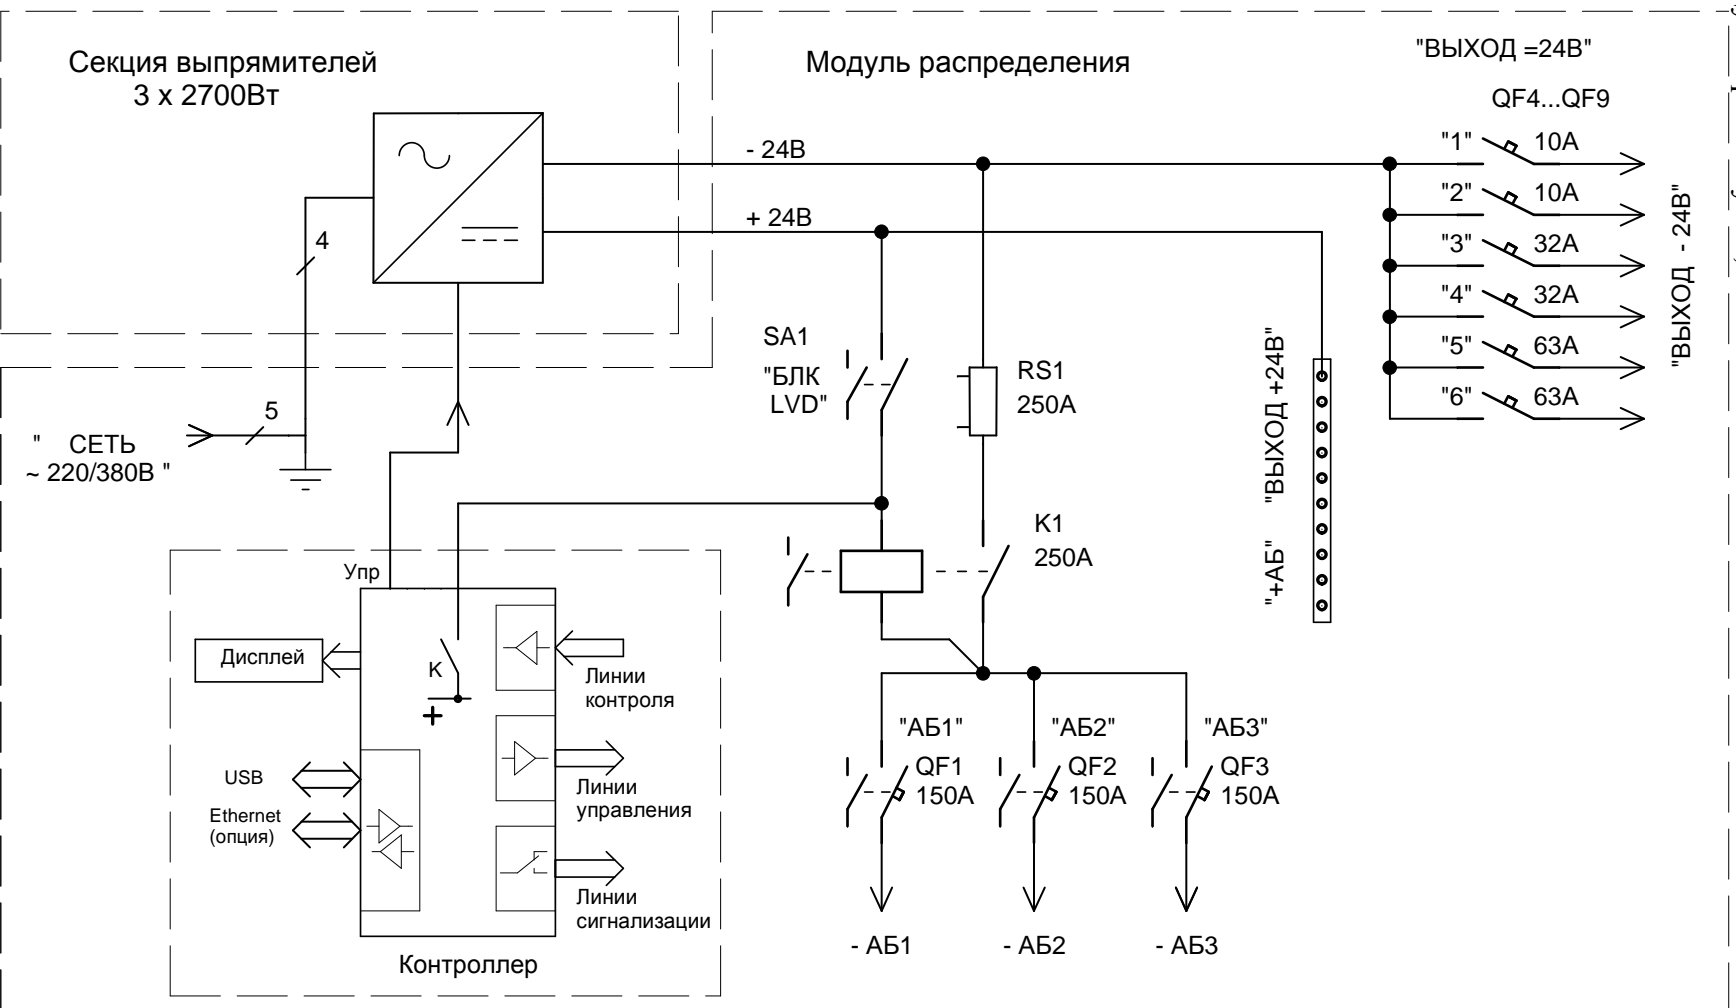 Секция выпрямителей
3 x 2700Вт
Модуль распределения
"ВЫХОД =24В"
QF4...QF9
- 24В
+ 24В
"1" 10А
"2" 10А
"3" 32А
"4" 32А
"5" 63А
"6" 63А
"ВЫХОД - 24В"
4
5
" СЕТЬ
~ 220/380В "
SA1
"БЛК
LVD"
RS1
250А
K1
250А
"+АБ" "ВЫХОД +24В"
Упр
Дисплей
K
+
Линии
контроля
Линии
управления
Линии
сигнализации
USB
Ethernet
(опция)
Контроллер
"АБ1"
QF1
150А
"АБ2"
QF2
150А
"АБ3"
QF3
150А
- АБ1
- АБ2
- АБ3